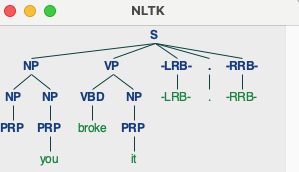 NLTK
S
NP VP -LRB- . -RRB-
NP NP VBD NP -LRB- . -RRB-
PRP PRP broke PRP
you it